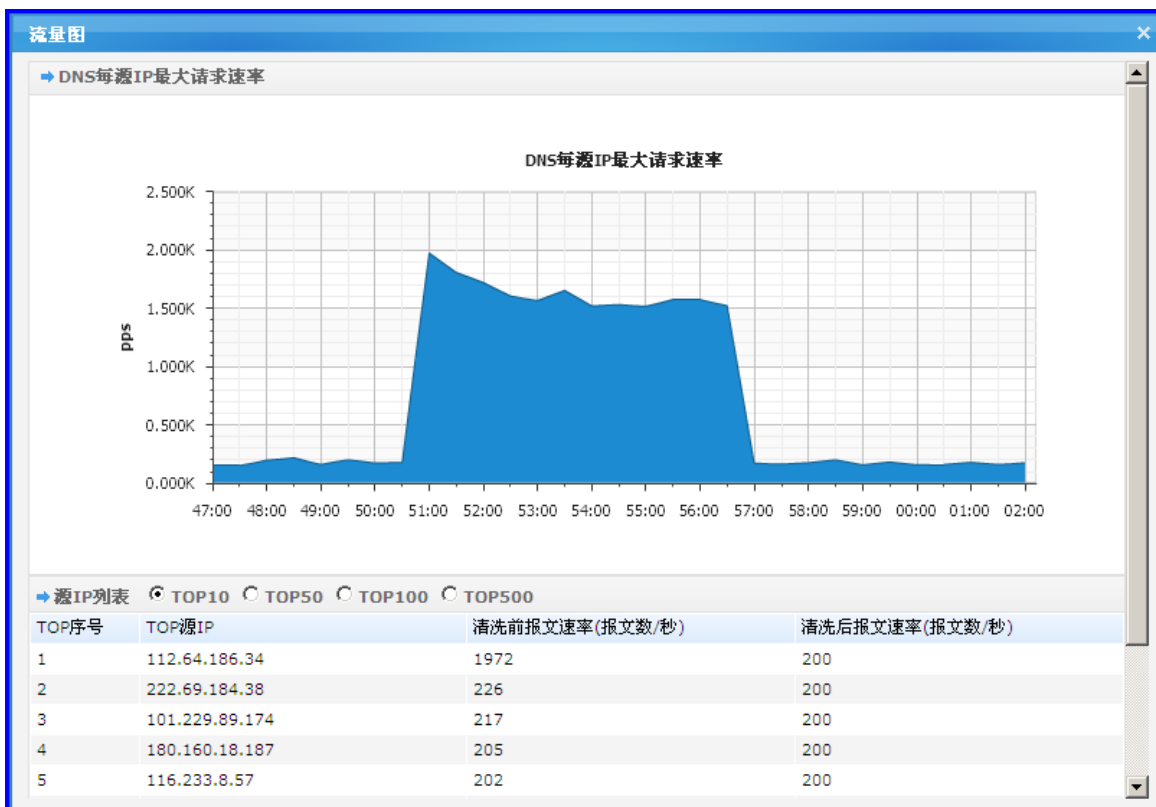 流量图
DNS每源IP最大请求速率
DNS每源IP最大请求速率
2.500K
2.000K
1.500K
1.000K
0.500K
0.000K
pps
47:00 48:00 49:00 50:00 51:00 52:00 53:00 54:00 55:00 56:00 57:00 58:00 59:00 00:00 01:00 02:00
源IP列表 TOP10 TOP50 TOP100 TOP500
TOP序号 TOP源IP 清洗前报文速率(报文数/秒) 清洗后报文速率(报文数/秒)
1 112.64.186.34 1972 200
2 222.69.184.38 226 200
3 101.229.89.174 217 200
4 180.160.18.187 205 200
5 116.233.8.57 202 200